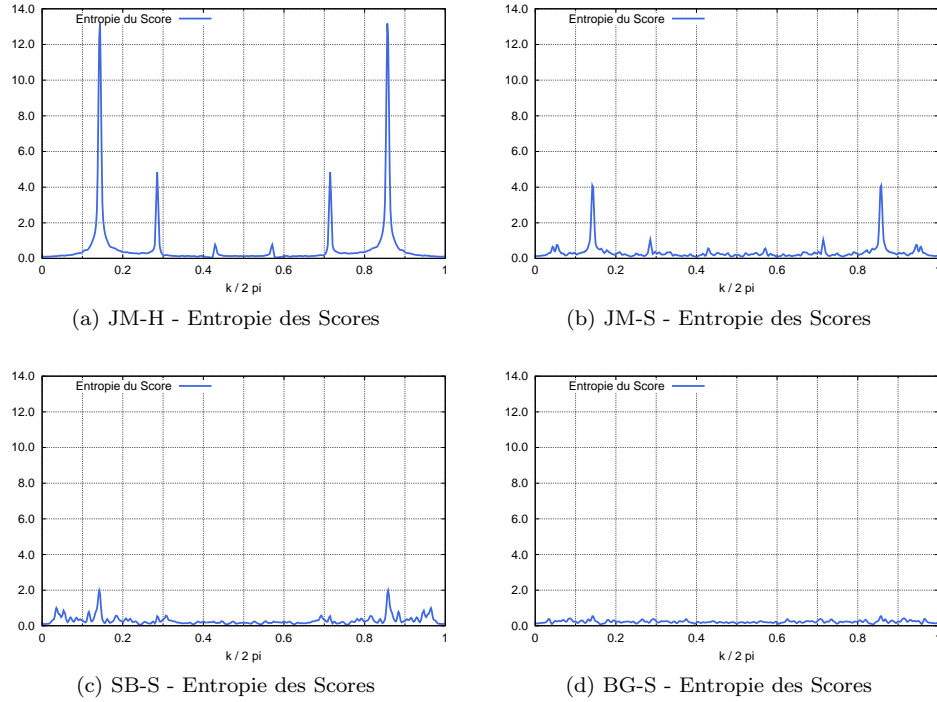 14.0
12.0
10.0
8.0
6.0
4.0
2.0
0.0
Entropie du Score
0 0.2 0.4 0.6 0.8 1
k / 2 pi
(a) JM-H - Entropie des Scores
14.0
12.0
10.0
8.0
6.0
4.0
2.0
0.0
Entropie du Score
0 0.2 0.4 0.6 0.8 1
k / 2 pi
(b) JM-S - Entropie des Scores
14.0
12.0
10.0
8.0
6.0
4.0
2.0
0.0
Entropie du Score
0 0.2 0.4 0.6 0.8 1
k / 2 pi
(c) SB-S - Entropie des Scores
14.0
12.0
10.0
8.0
6.0
4.0
2.0
0.0
Entropie du Score
0 0.2 0.4 0.6 0.8 1
k / 2 pi
(d) BG-S - Entropie des Scores